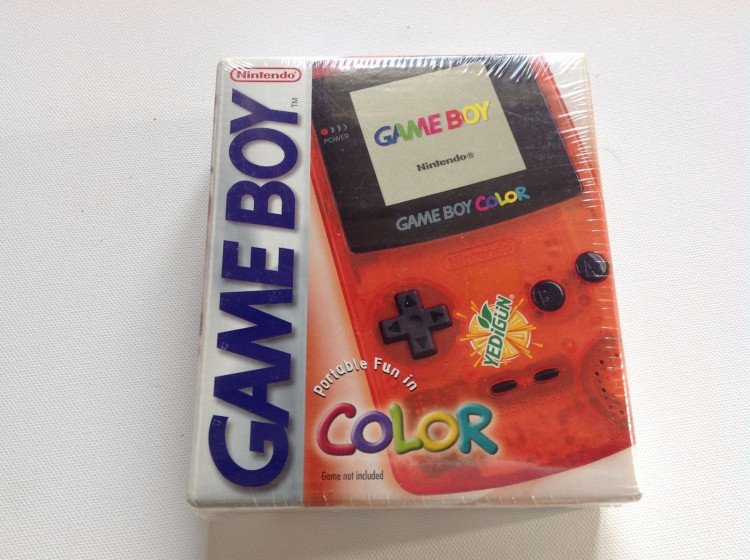 Nintendo
GAME BOY
TM
POWER
GAME BOY
Nintendo®
GAME BOY COLOR
Nintendo
B A
YEDİGÜN
Portable Fun in
COLOR
Game not included